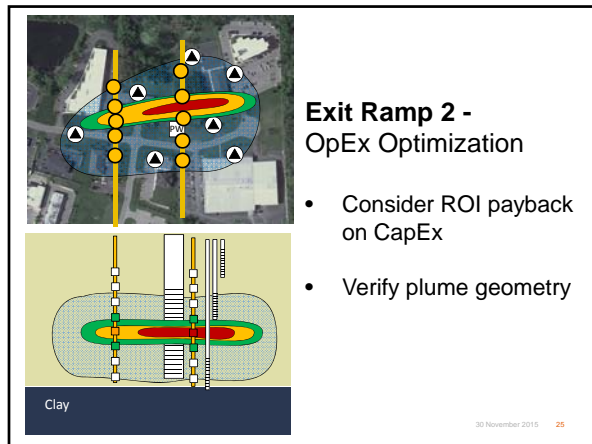 PW
Clay
Exit Ramp 2 -
OpEx Optimization
• Consider ROI payback
on CapEx
• Verify plume geometry
30 November 2015 25